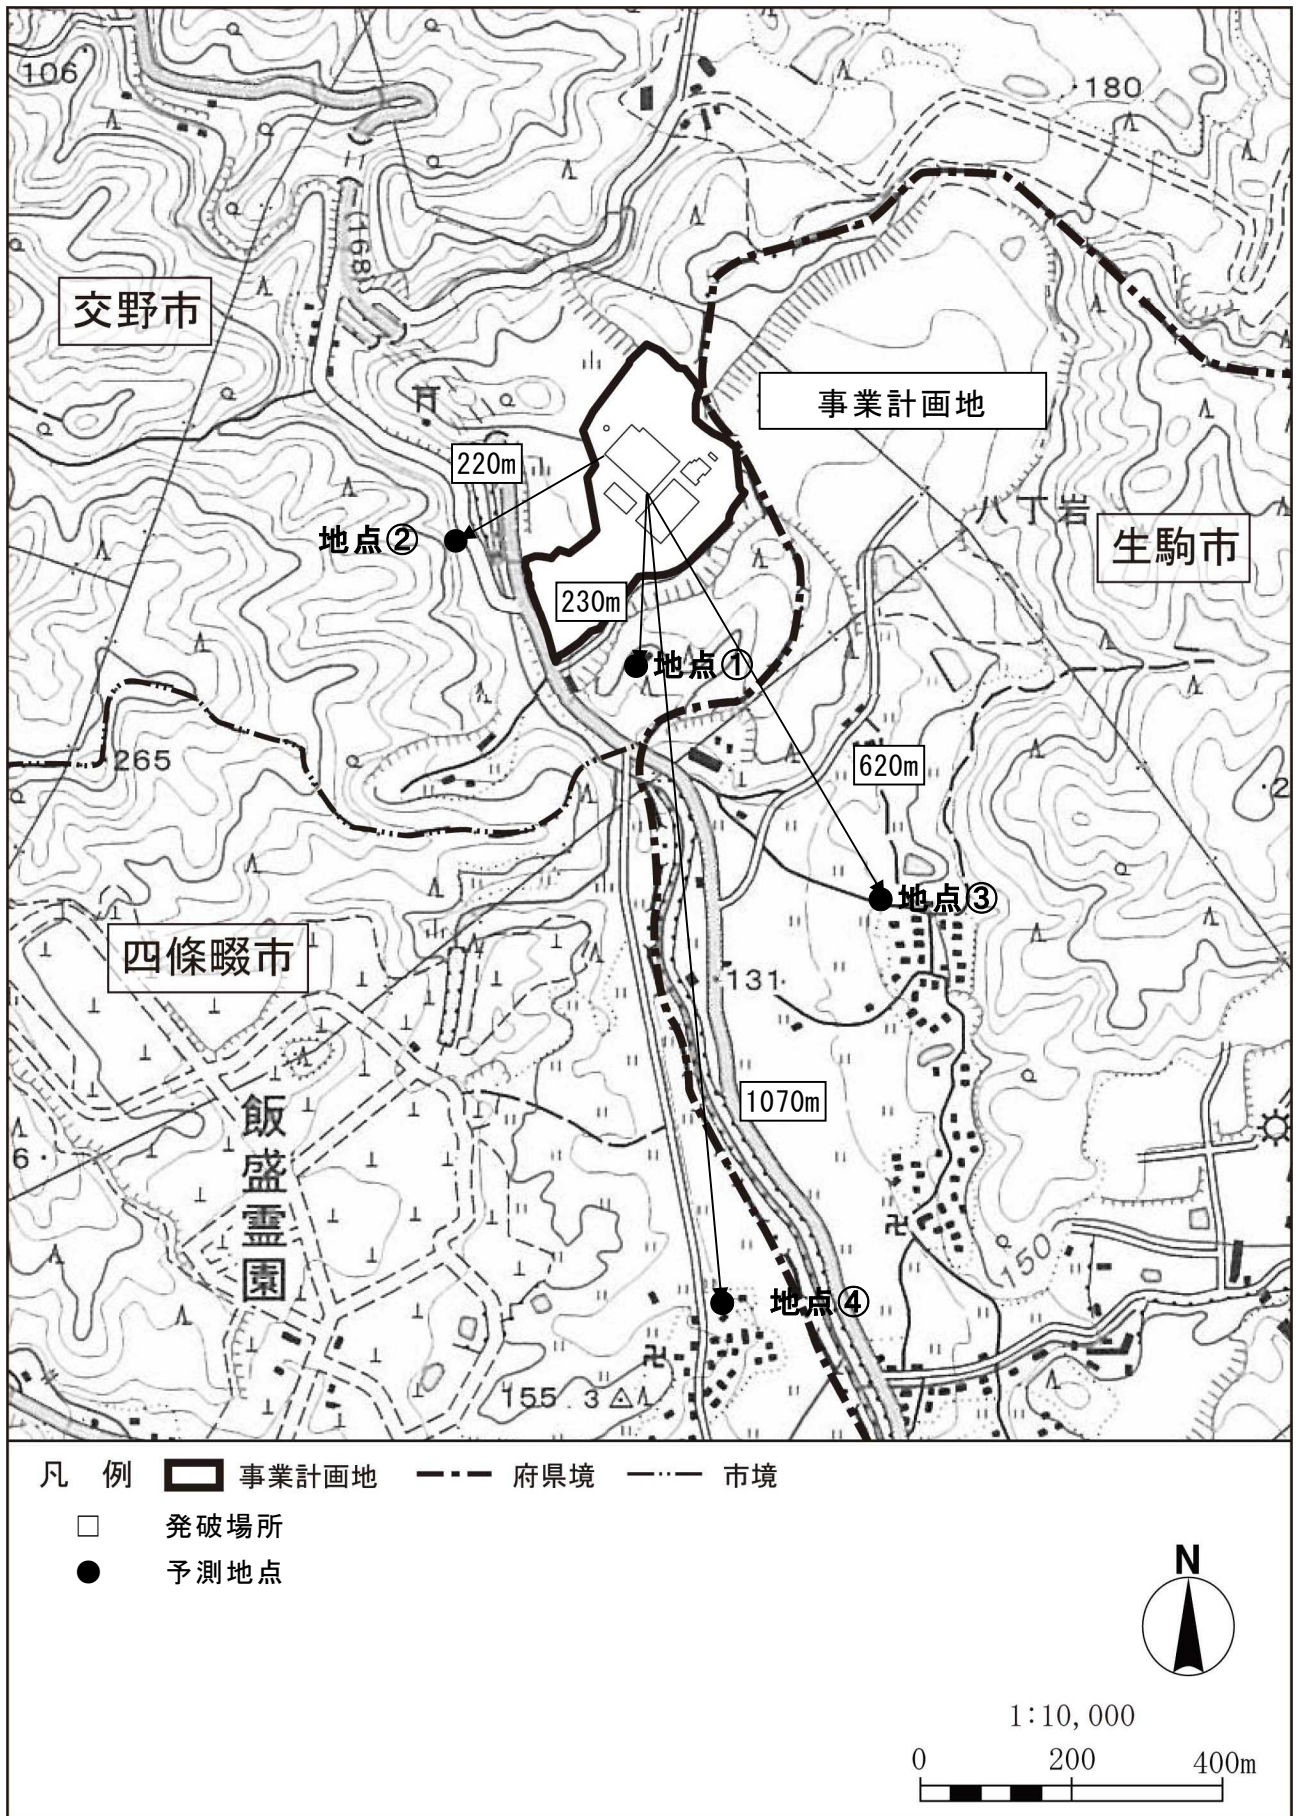 106
180
(168)
交野市
事業計画地
220m
八丁岩
地点②
生駒市
230m
地点①
265
620m
地点③
四條畷市
131
1070m
飯盛霊園
150
地点④
155.3
凡 例
事業計画地
府県境
市境
発破場所
予測地点
N
1:10,000
0 200 400m